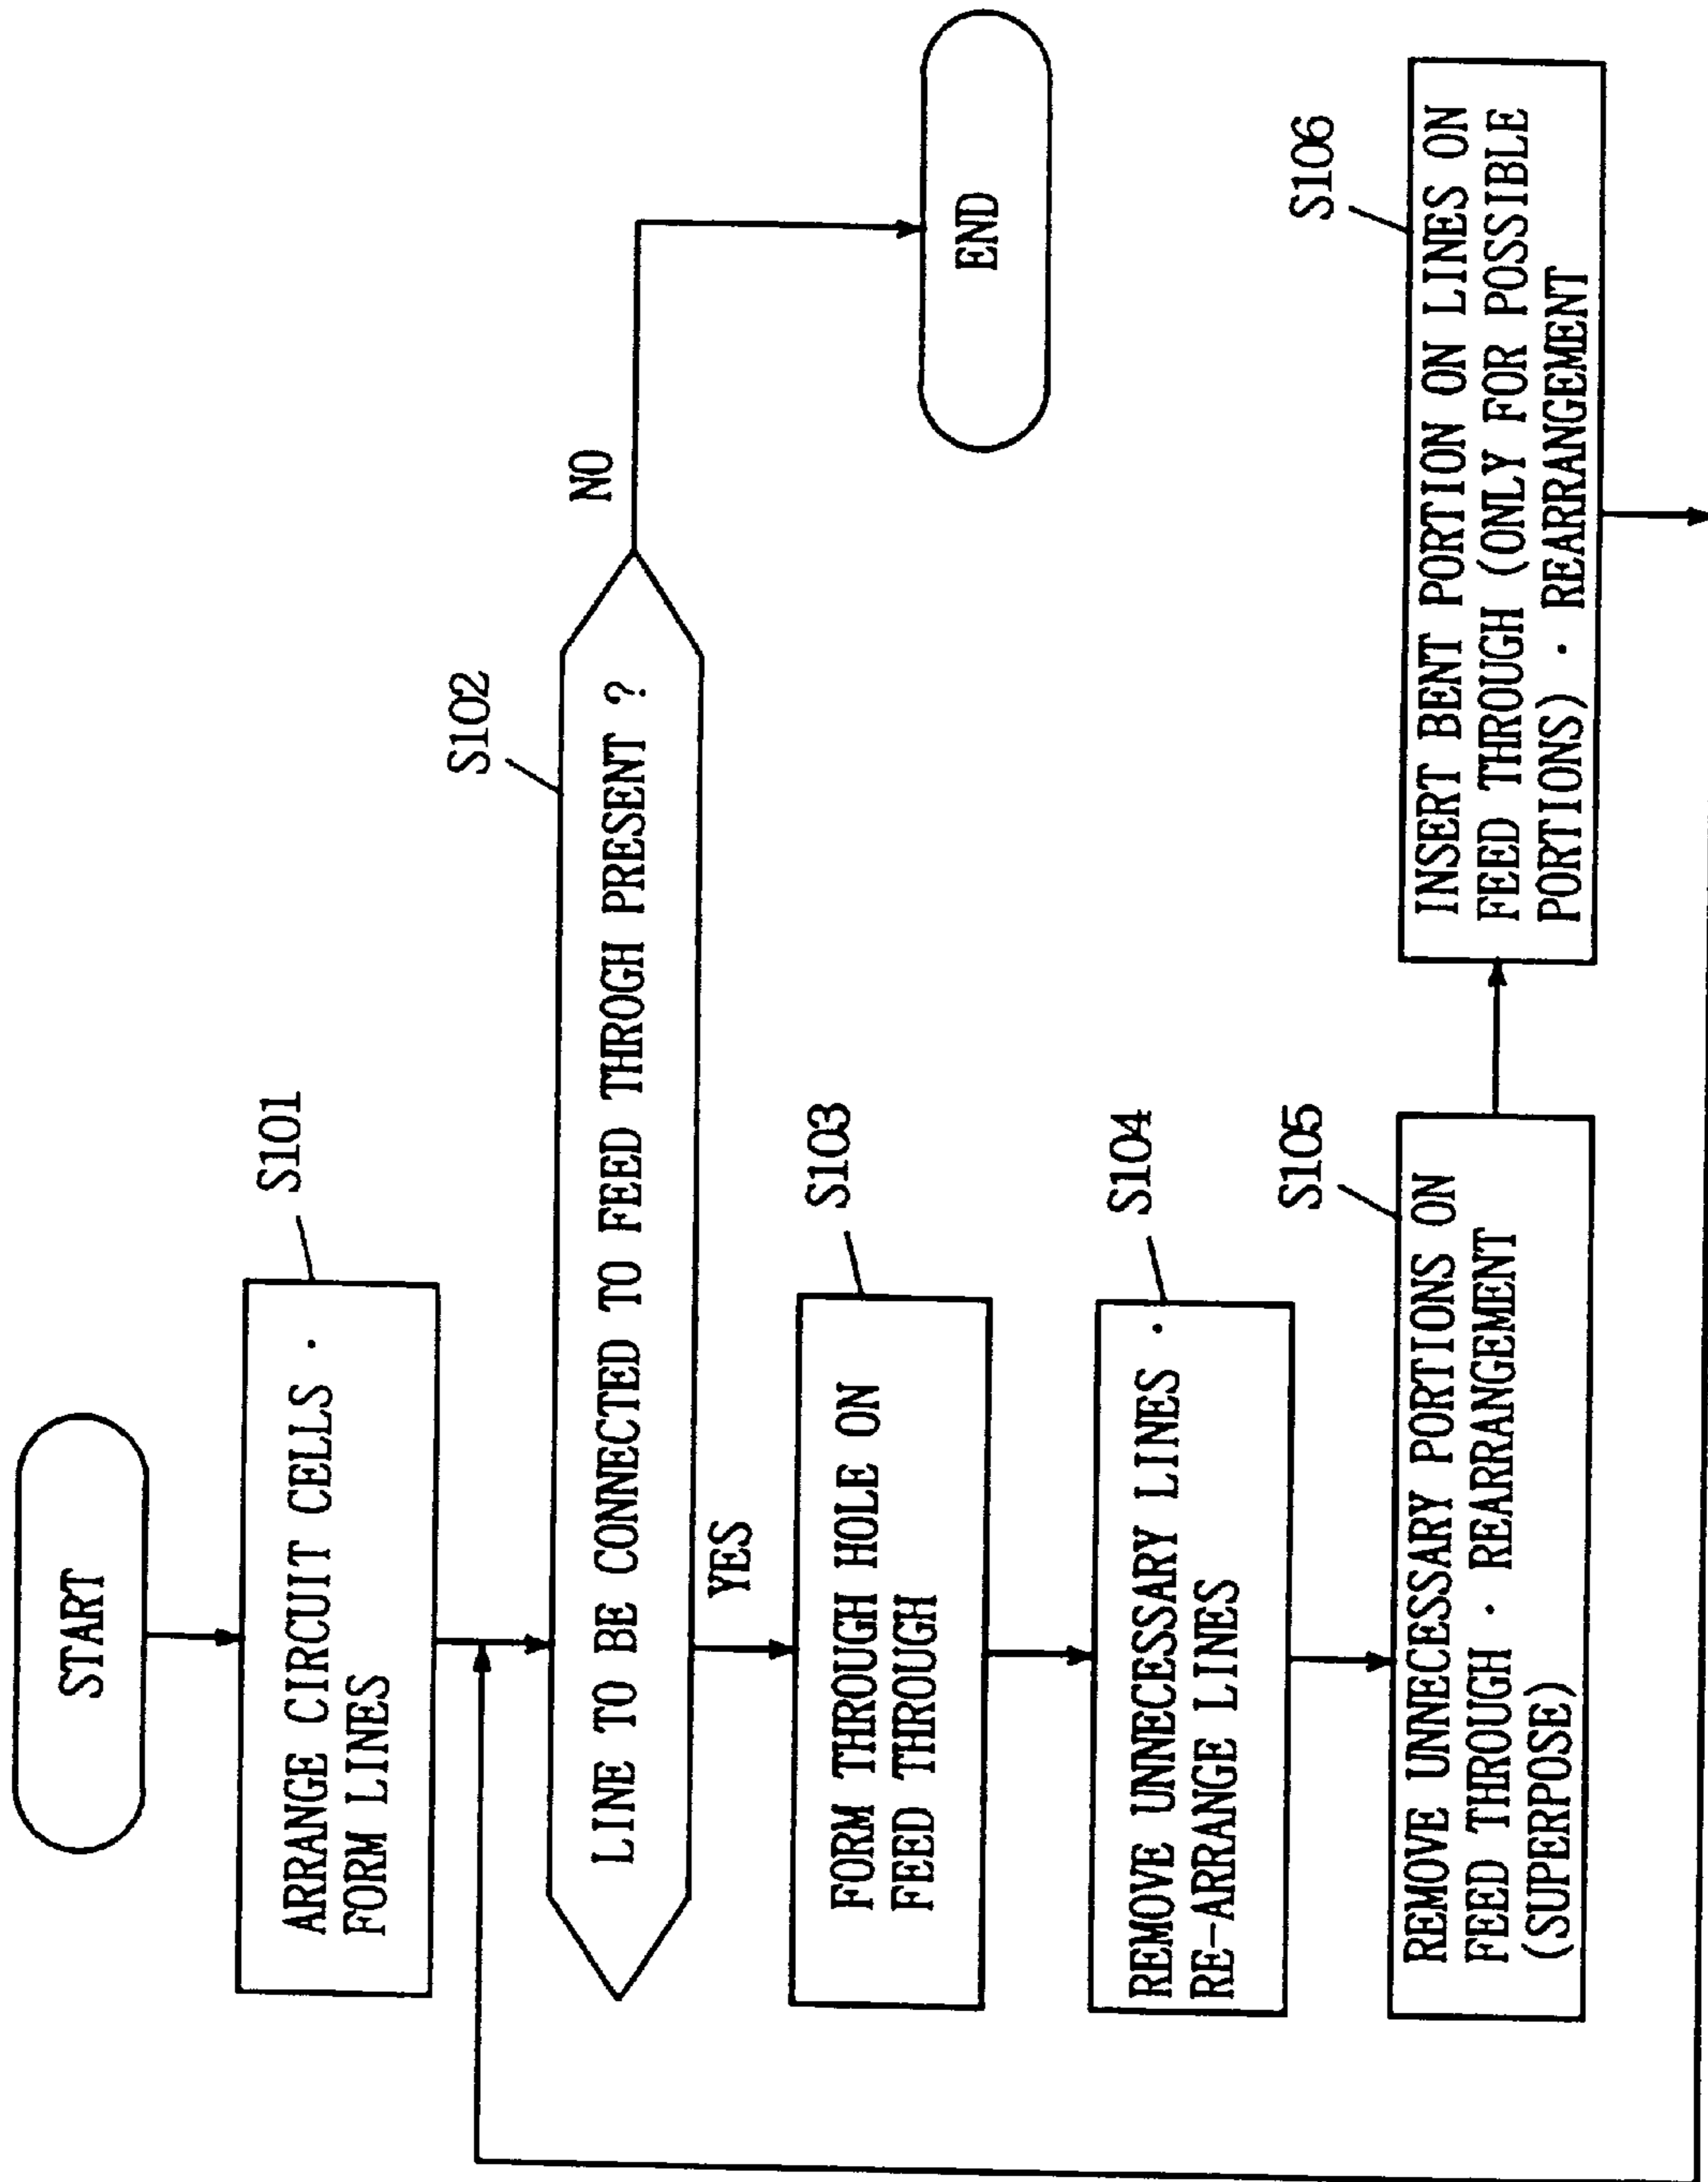 START
S101
ARRANGE CIRCUIT CELLS ·
FORM LINES
S102
LINE TO BE CONNECTED TO FEED THROGH PRESENT ?
NO
END
YES
S103
FORM THROUGH HOLE ON
FEED THROUGH
S104
REMOVE UNNECESSARY LINES ·
RE-ARRANGE LINES
S105
REMOVE UNNECESSARY PORTIONS ON
FEED THROUGH · REARRANGEMENT
(SUPERPOSE)
S106
INSERT BENT PORTION ON LINES ON
FEED THROUGH (ONLY FOR POSSIBLE
PORTIONS) · REARRANGEMENT